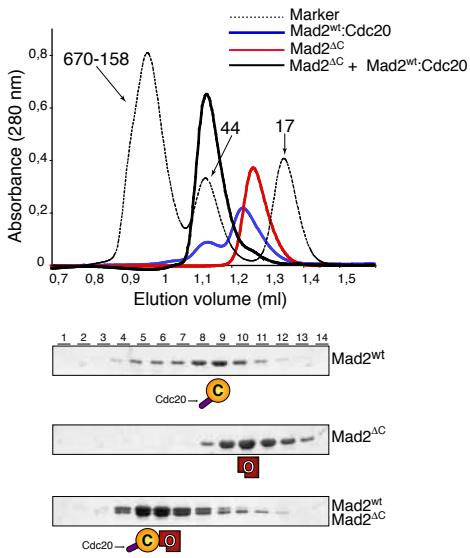 Marker
Mad2wt:Cdc20
Mad2ΔC
Mad2ΔC + Mad2wt:Cdc20
Absorbance (280 nm)
0,8
0,6
0,4
0,2
0
670-158
44
17
0,7 0,8 0,9 1 1,1 1,2 1,3 1,4 1,5
Elution volume (ml)
1 2 3 4 5 6 7 8 9 10 11 12 13 14
Mad2wt
C
Cdc20
Mad2ΔC
O
Mad2wt
Mad2ΔC
C O
Cdc20